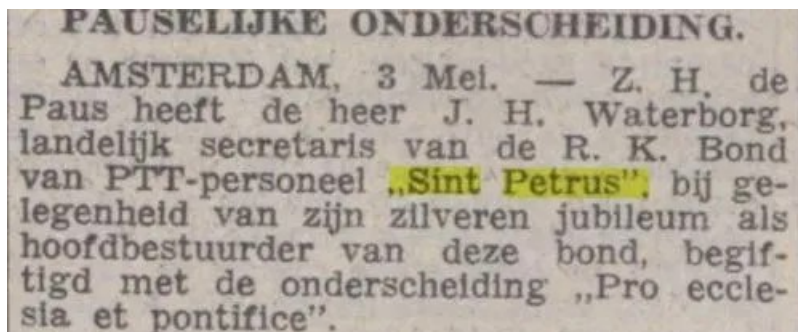 PAUSELIJKE ONDERSCHEIDING.
AMSTERDAM, 3 Mei. — Z. H. de
Paus heeft de heer J. H. Waterborg,
landelijk secretaris van de R. K. Bond
van PTT-personeel „Sint Petrus”, bij ge-
legenheid van zijn zilveren jubileum als
hoofdbestuurder van deze bond, begif-
tigd met de onderscheiding „Pro eccle-
sia et pontifice”.